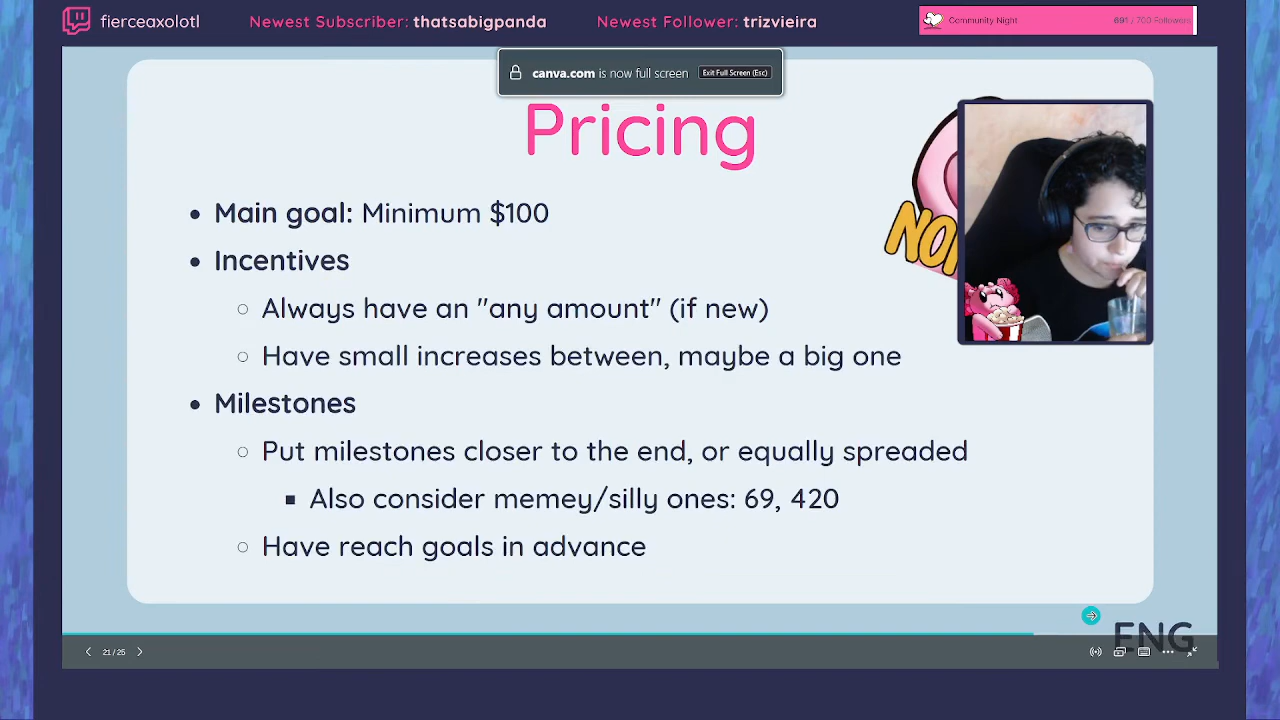 fierceaxolotl
Newest Subscriber: thatsabigpanda
Newest Follower: trizvieira
Community Night
691 / 700 Followers
canva.com is now full screen
Exit Full Screen (Esc)
Pricing
• Main goal: Minimum $100
• Incentives
○ Always have an "any amount" (if new)
○ Have small increases between, maybe a big one
• Milestones
○ Put milestones closer to the end, or equally spreaded
▪ Also consider memey/silly ones: 69, 420
○ Have reach goals in advance
ENG
21 / 25